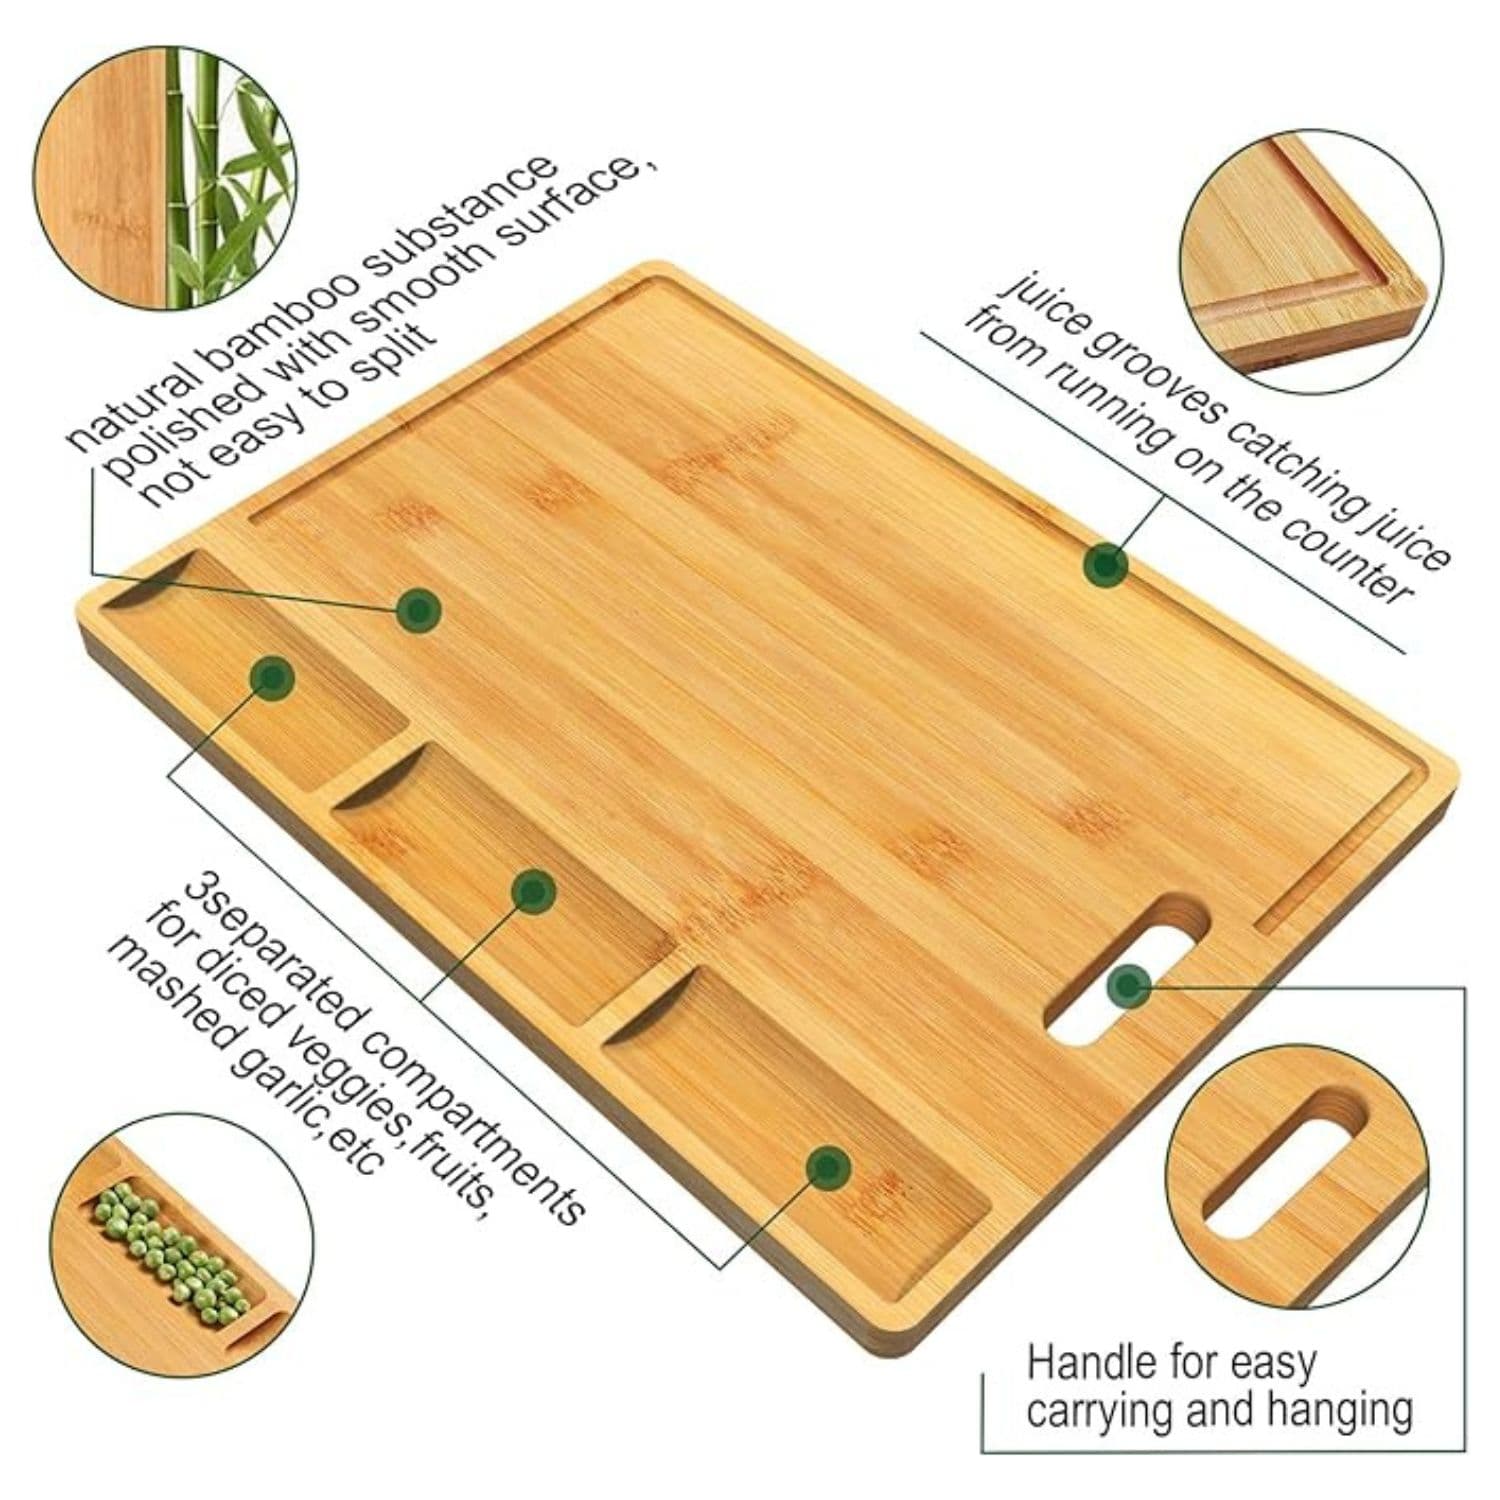 natural bamboo substance
polished with smooth surface,
not easy to split
juice grooves catching juice
from running on the counter
3separated compartments
for diced veggies,fruits,
mashed garlic,etc
Handle for easy
carrying and hanging